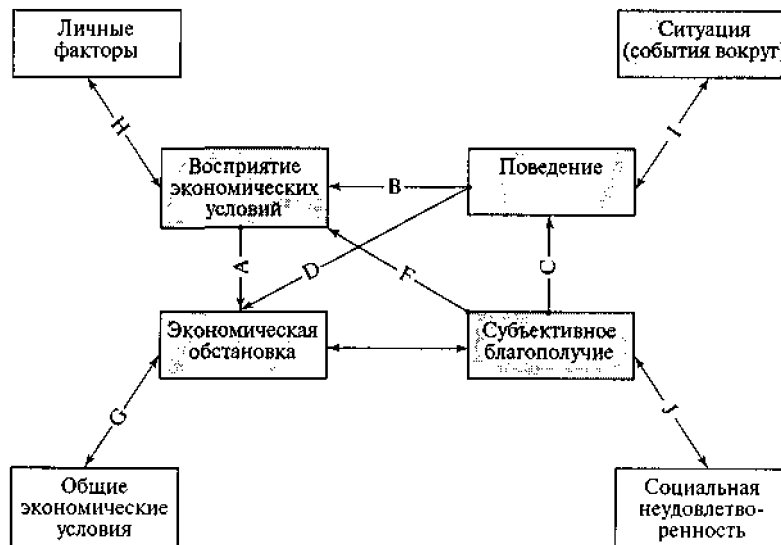 Личные
факторы
Ситуация
(события вокруг)
H
I
Восприятие
экономических
условий
B
Поведение
A
D
F
C
Экономическая
обстановка
Субъективное
благополучие
G
J
Общие
экономические
условия
Социальная
неудовлетво-
ренность